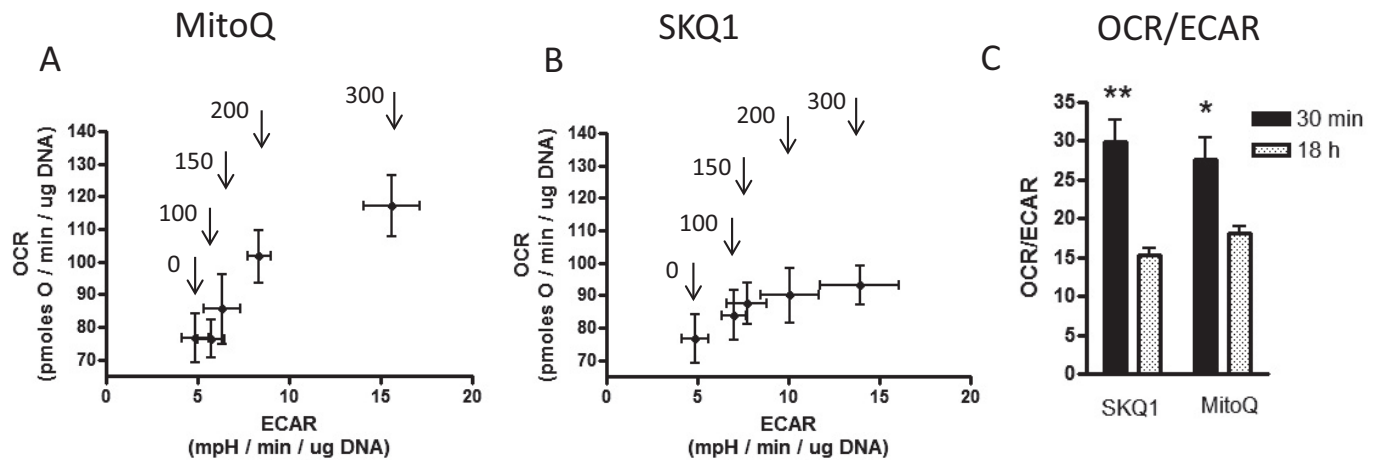 MitoQ
SKQ1
OCR/ECAR
A
OCR
(pmoles O / min / ug DNA)
140
130
120
110
100
90
80
70
0
100
150
200
300
0
5
10
15
20
ECAR
(mpH / min / ug DNA)
B
OCR
(pmoles O / min / ug DNA)
140
130
120
110
100
90
80
70
0
100
150
200
300
0
5
10
15
20
ECAR
(mpH / min / ug DNA)
C
OCR/ECAR
35
30
25
20
15
10
5
0
**
*
30 min
18 h
SKQ1
MitoQ